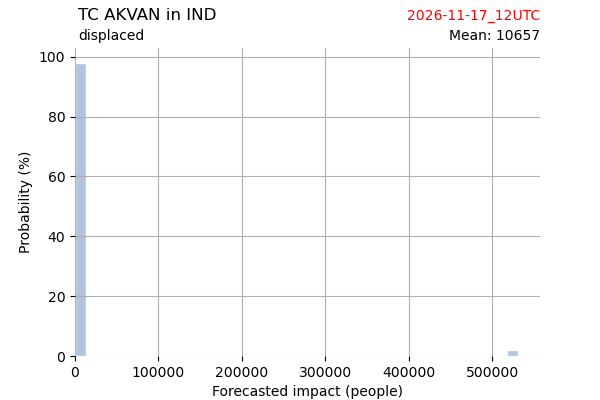 TC AKVAN in IND
2026-11-17_12UTC
displaced
Mean: 10657
100
80
60
40
20
0
Probability (%)
0
100000
200000
300000
400000
500000
Forecasted impact (people)